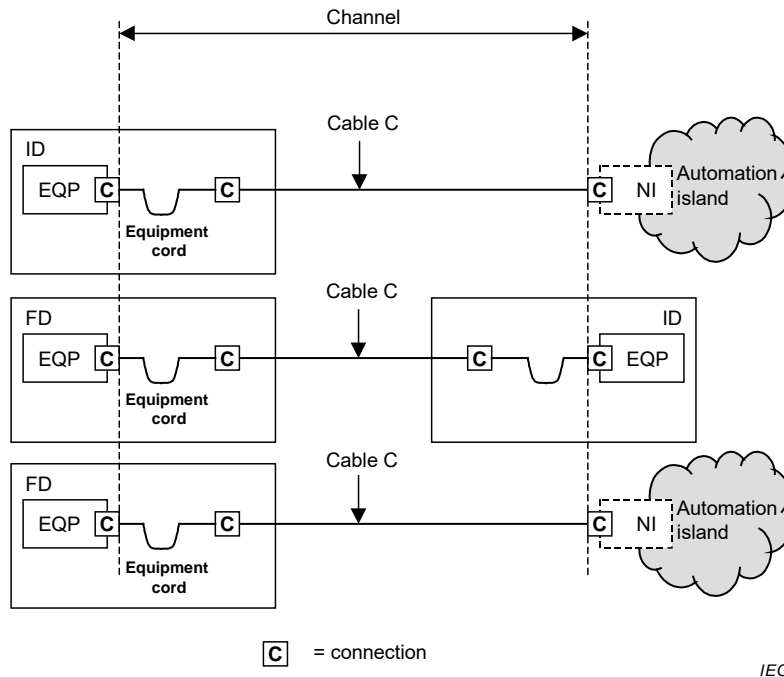 Channel
Cable C
ID
EQP
C
C
C
NI
Automation
island
Equipment
cord
Cable C
FD
ID
EQP
C
C
C
C
EQP
Equipment
cord
Cable C
FD
EQP
C
C
C
NI
Automation
island
Equipment
cord
C = connection
IEC